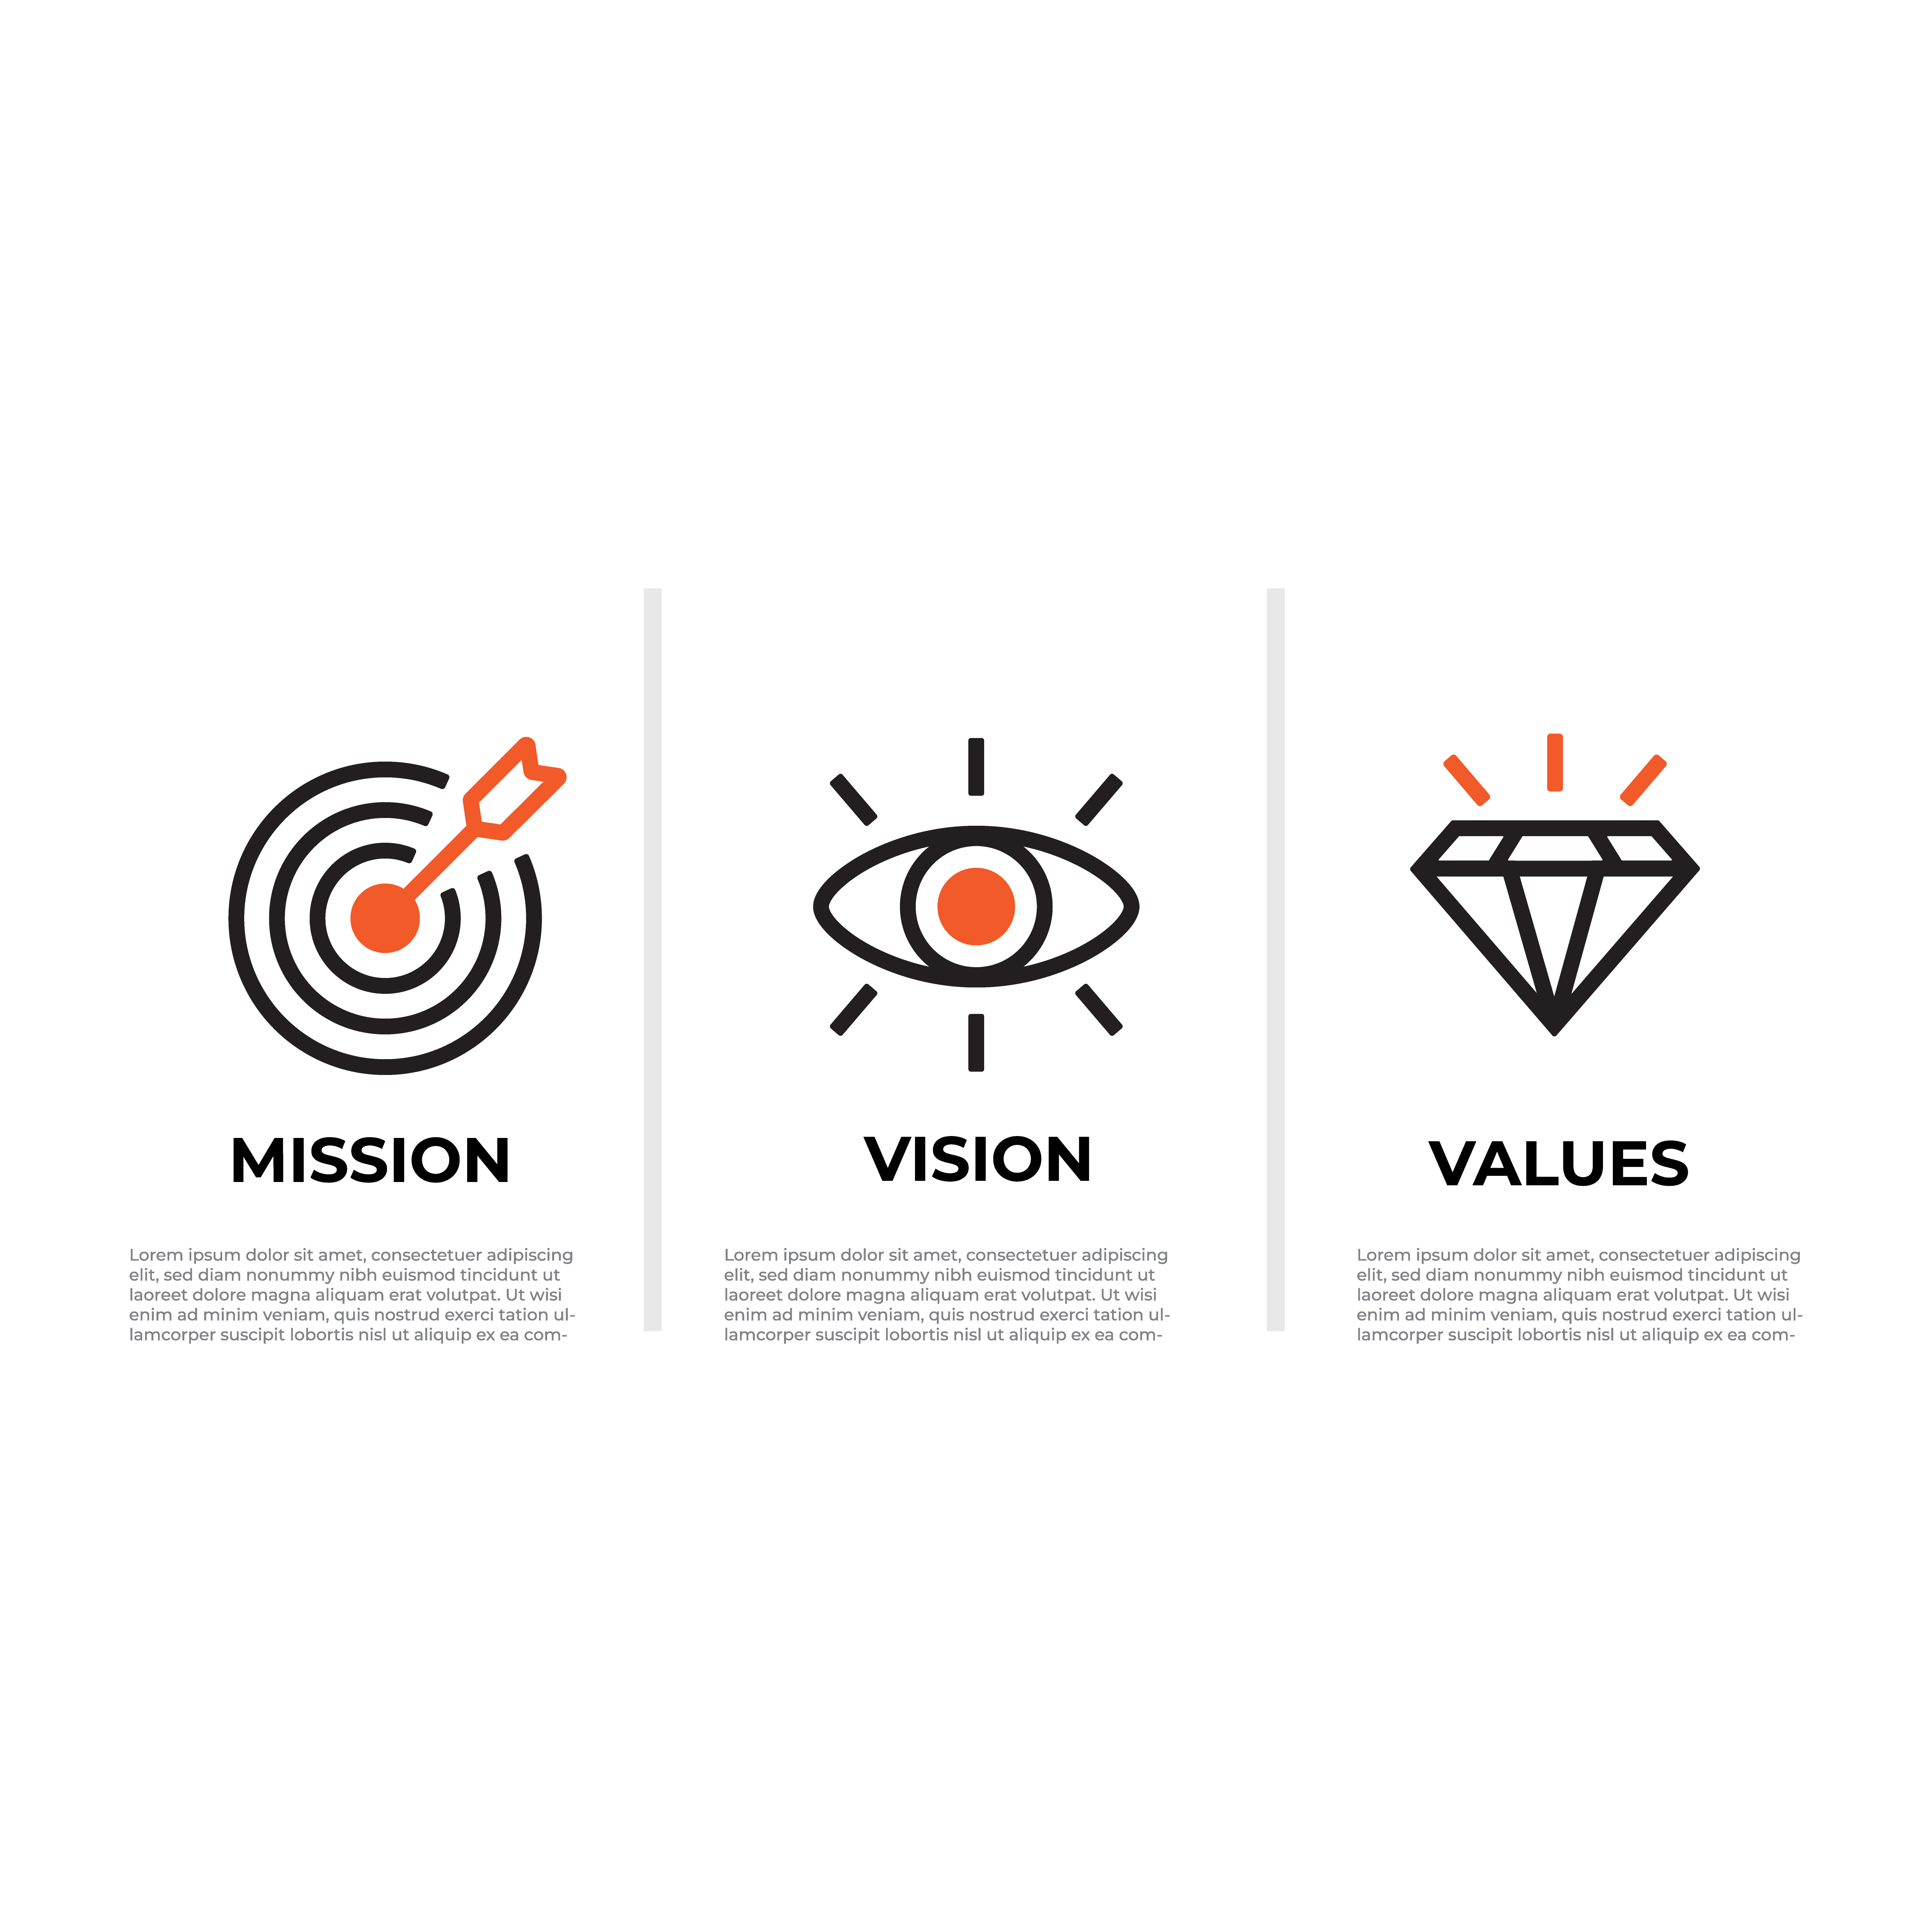 MISSION
Lorem ipsum dolor sit amet, consectetuer adipiscing
elit, sed diam nonummy nibh euismod tincidunt ut
laoreet dolore magna aliquam erat volutpat. Ut wisi
enim ad minim veniam, quis nostrud exerci tation ul-
lamcorper suscipit lobortis nisl ut aliquip ex ea com-
VISION
Lorem ipsum dolor sit amet, consectetuer adipiscing
elit, sed diam nonummy nibh euismod tincidunt ut
laoreet dolore magna aliquam erat volutpat. Ut wisi
enim ad minim veniam, quis nostrud exerci tation ul-
lamcorper suscipit lobortis nisl ut aliquip ex ea com-
VALUES
Lorem ipsum dolor sit amet, consectetuer adipiscing
elit, sed diam nonummy nibh euismod tincidunt ut
laoreet dolore magna aliquam erat volutpat. Ut wisi
enim ad minim veniam, quis nostrud exerci tation ul-
lamcorper suscipit lobortis nisl ut aliquip ex ea com-